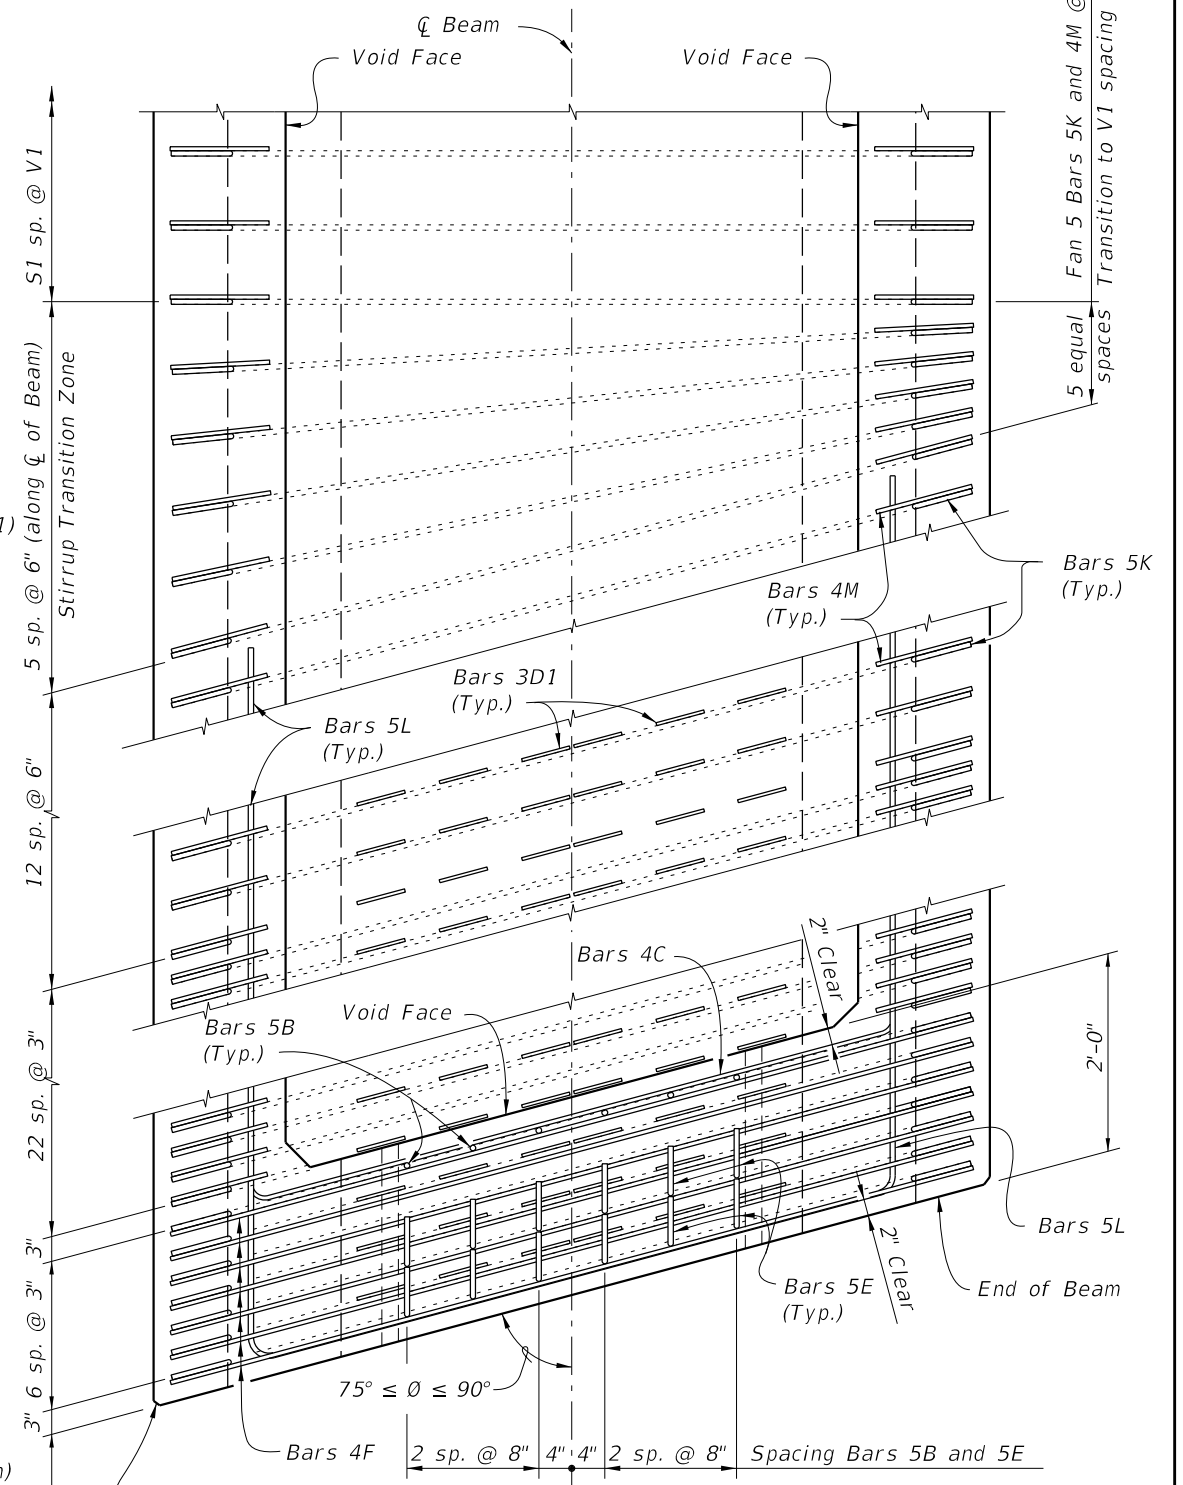 ℄ Beam
Void Face
Void Face
Fan 5 Bars 5K and 4M @
Transition to V1 spacing
5 equal
spaces
S1 sp. @ V1
5 sp. @ 6" (along ℄ of Beam)
Stirrup Transition Zone
Bars 5K
(Typ.)
Bars 4M
(Typ.)
Bars 3D1
(Typ.)
Bars 5L
(Typ.)
12 sp. @ 6"
2" Clear
Bars 4C
Void Face
Bars 5B
(Typ.)
22 sp. @ 3"
2'-0"
Bars 5L
3"
2" Clear
End of Beam
Bars 5E
(Typ.)
6 sp. @ 3"
75° ≤ Ø ≤ 90°
3"
Bars 4F
2 sp. @ 8" 4" 4" 2 sp. @ 8" Spacing Bars 5B and 5E